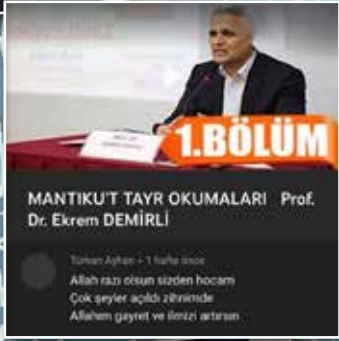 1.BÖLÜM
MANTIKU'T TAYR OKUMALARI Prof.
Dr. Ekrem DEMİRLİ
Türkan Ayhan • 1 hafta önce
Allah razı olsun sizden hocam
Çok şeyler açıldı zihnimde
Allahım gayret ve ilmizi artırsın